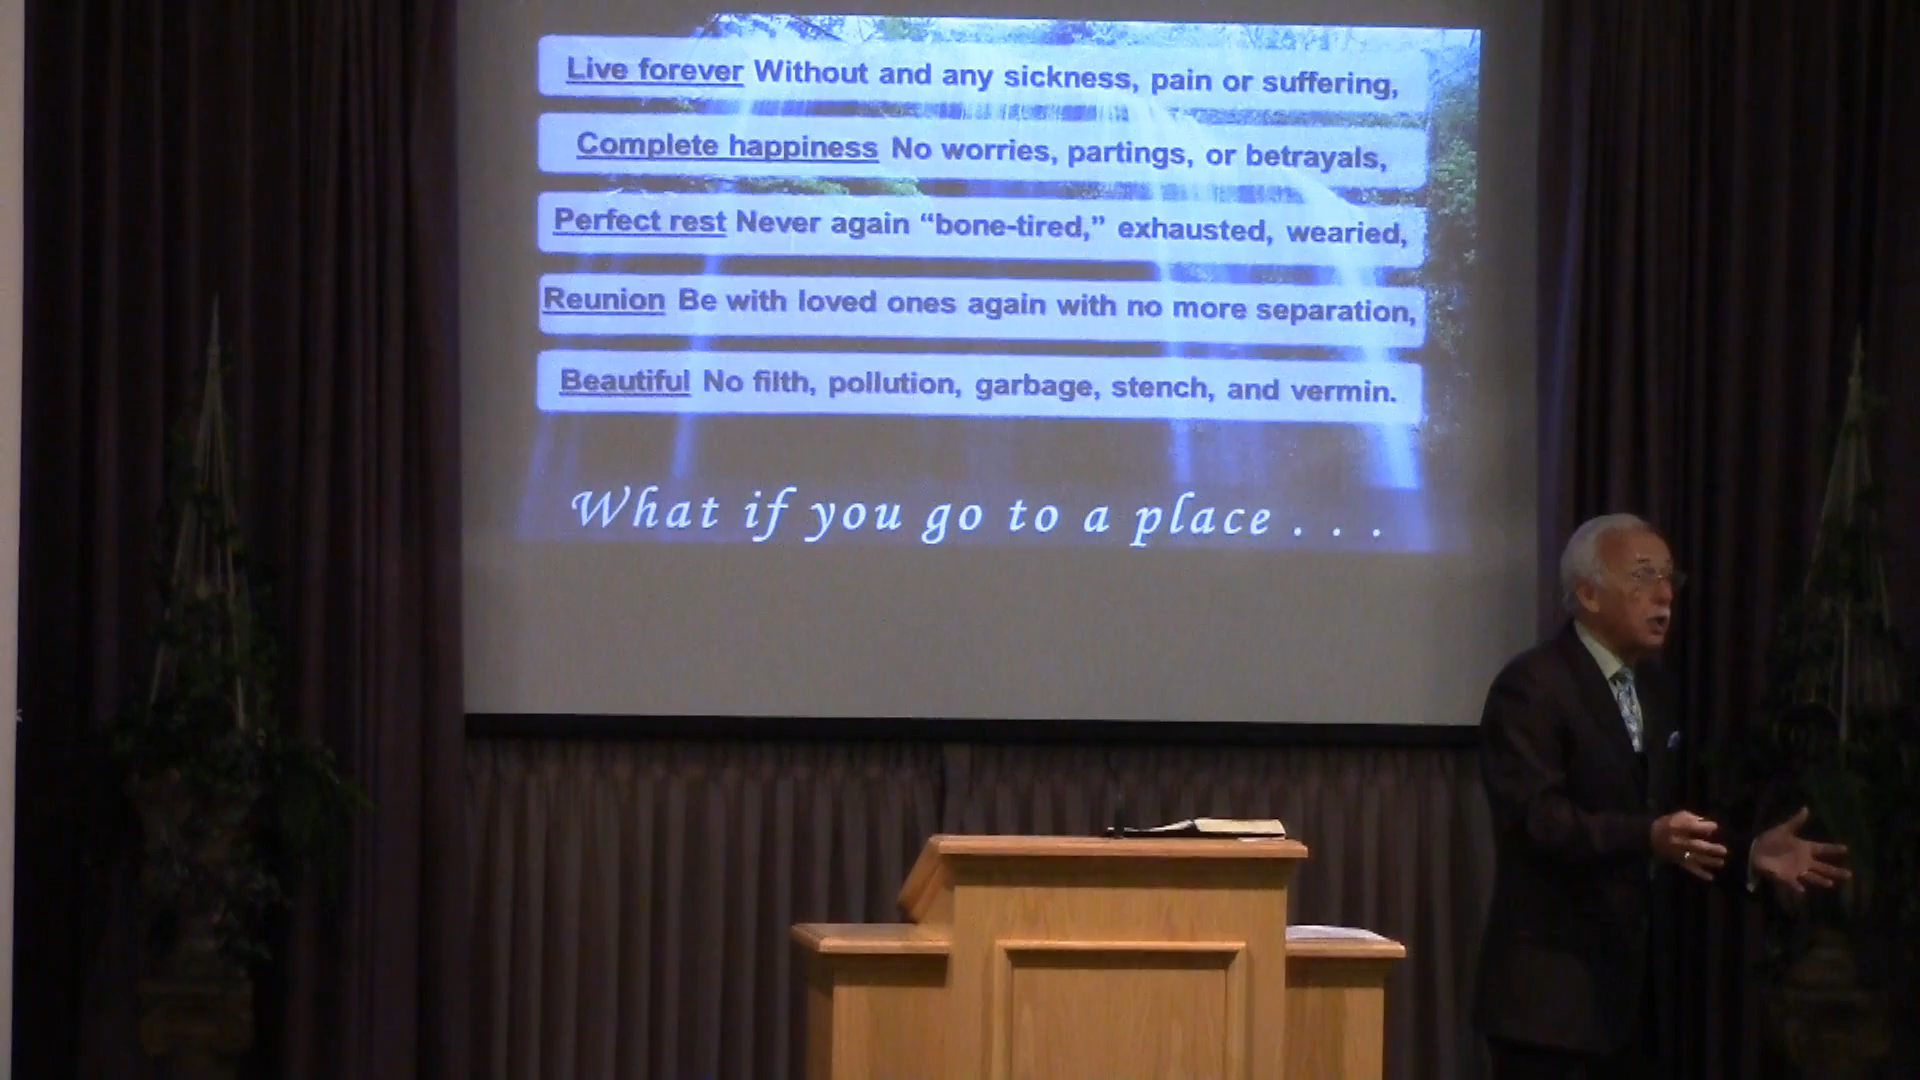 Live forever Without and any sickness, pain or suffering,
Complete happiness No worries, partings, or betrayals,
Perfect rest Never again “bone-tired,” exhausted, wearied,
Reunion Be with loved ones again with no more separation,
Beautiful No filth, pollution, garbage, stench, and vermin.
What if you go to a place . . .